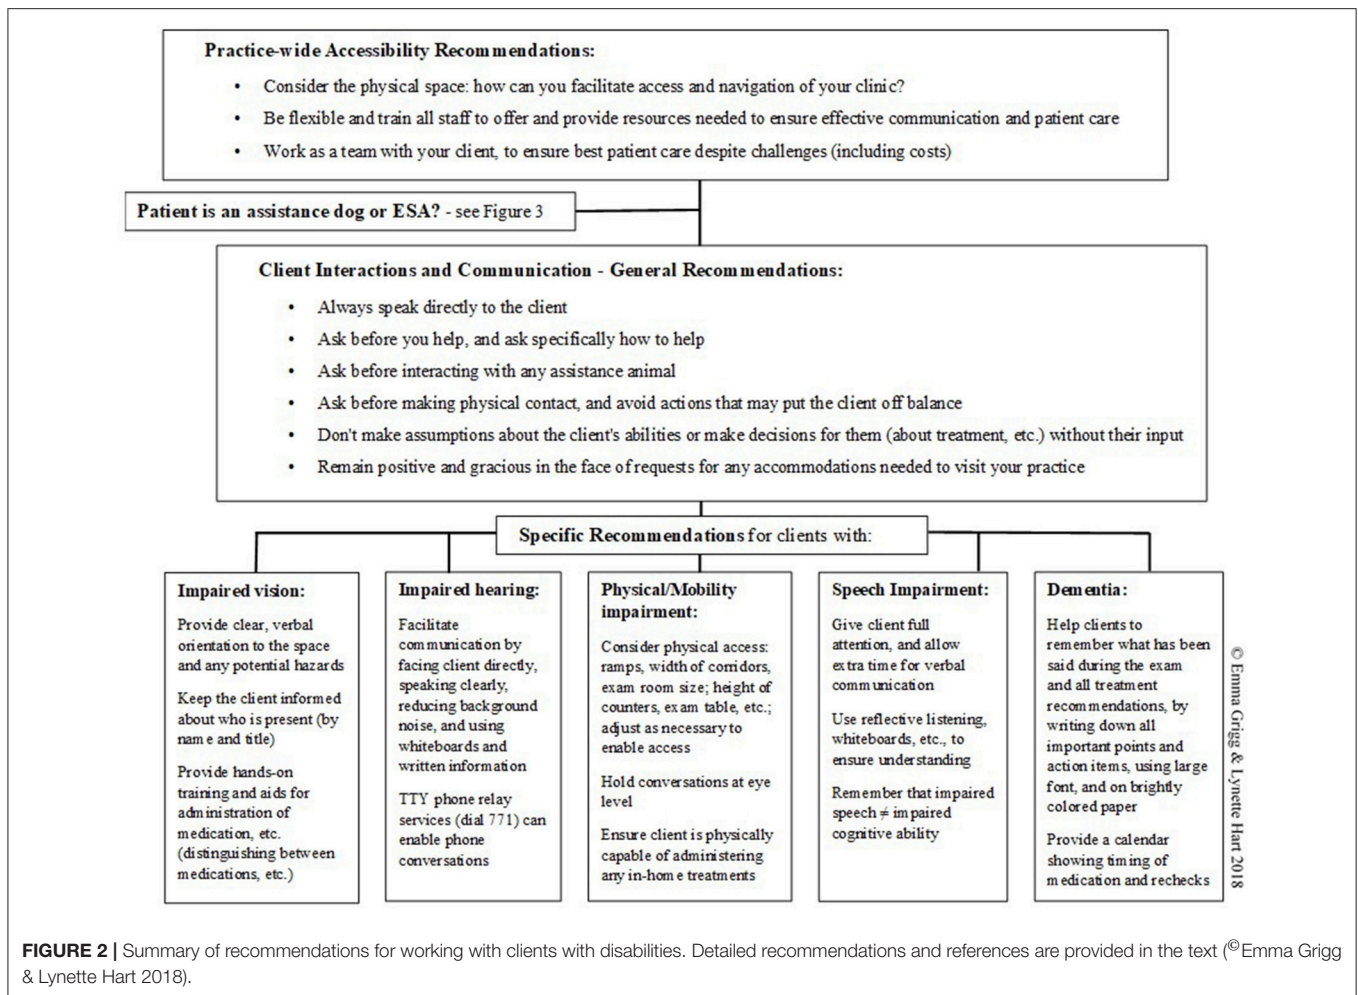 Practice-wide Accessibility Recommendations:
• Consider the physical space: how can you facilitate access and navigation of your clinic?
• Be flexible and train all staff to offer and provide resources needed to ensure effective communication and patient care
• Work as a team with your client, to ensure best patient care despite challenges (including costs)
Patient is an assistance dog or ESA? - see Figure 3
Client Interactions and Communication - General Recommendations:
• Always speak directly to the client
• Ask before you help, and ask specifically how to help
• Ask before interacting with any assistance animal
• Ask before making physical contact, and avoid actions that may put the client off balance
• Don't make assumptions about the client's abilities or make decisions for them (about treatment, etc.) without their input
• Remain positive and gracious in the face of requests for any accommodations needed to visit your practice
Specific Recommendations for clients with:
Impaired vision:
Provide clear, verbal
orientation to the space
and any potential hazards
Keep the client informed
about who is present (by
name and title)
Provide hands-on
training and aids for
administration of
medication, etc.
(distinguishing between
medications, etc.)
Impaired hearing:
Facilitate
communication by
facing client directly,
speaking clearly,
reducing background
noise, and using
whiteboards and
written information
TTY phone relay
services (dial 771) can
enable phone
conversations
Physical/Mobility
impairment:
Consider physical access:
ramps, width of corridors,
exam room size; height of
counters, exam table, etc.;
adjust as necessary to
enable access
Hold conversations at eye
level
Ensure client is physically
capable of administering
any in-home treatments
Speech Impairment:
Give client full
attention, and allow
extra time for verbal
communication
Use reflective listening,
whiteboards, etc., to
ensure understanding
Remember that impaired
speech ≠ impaired
cognitive ability
Dementia:
Help clients to
remember what has been
said during the exam
and all treatment
recommendations, by
writing down all
important points and
action items, using large
font, and on brightly
colored paper
Provide a calendar
showing timing of
medication and rechecks
© Emma Grigg & Lynette Hart 2018
FIGURE 2 | Summary of recommendations for working with clients with disabilities. Detailed recommendations and references are provided in the text (©Emma Grigg
& Lynette Hart 2018).